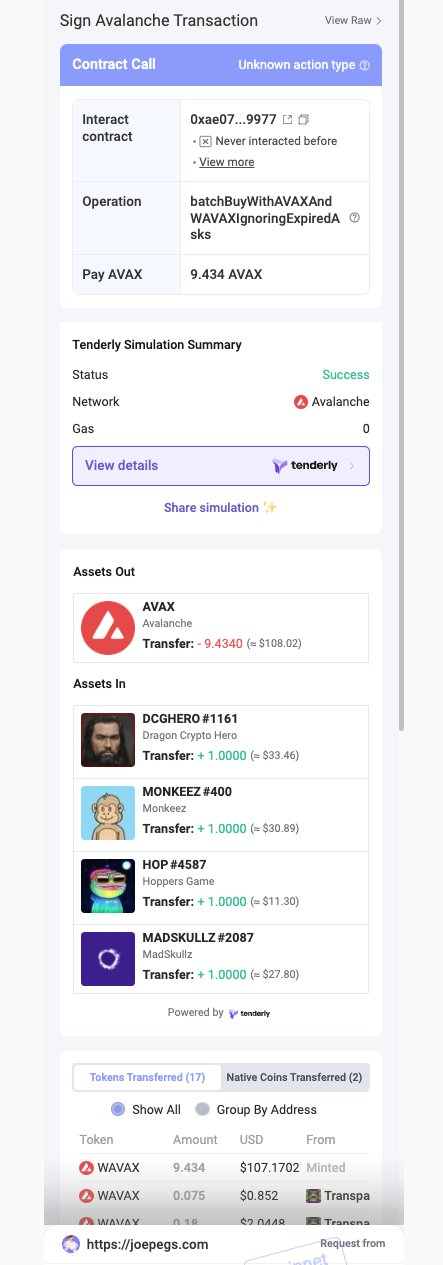 Sign Avalanche Transaction
View Raw
Contract Call
Unknown action type
Interact contract
0xae07...9977
Never interacted before
View more
Operation
batchBuyWithAVAXAnd
WAVAXIgnoringExpiredA
sks
Pay AVAX
9.434 AVAX
Tenderly Simulation Summary
Status
Success
Network
Avalanche
Gas
0
View details
tenderly
Share simulation ✨
Assets Out
AVAX
Avalanche
Transfer: - 9.4340 (≈ $108.02)
Assets In
DCGHERO #1161
Dragon Crypto Hero
Transfer: + 1.0000 (≈ $33.46)
MONKEEZ #400
Monkeez
Transfer: + 1.0000 (≈ $30.89)
HOP #4587
Hoppers Game
Transfer: + 1.0000 (≈ $11.30)
MADSKULLZ #2087
MadSkullz
Transfer: + 1.0000 (≈ $27.80)
Powered by tenderly
Tokens Transferred (17)
Native Coins Transferred (2)
Show All
Group By Address
Token Amount USD From
WAVAX 9.434 $107.1702 Minted
WAVAX 0.075 $0.852 Transpa
WAVAX 0.18 $2.0448 Transpa
https://joepegs.com
Request from